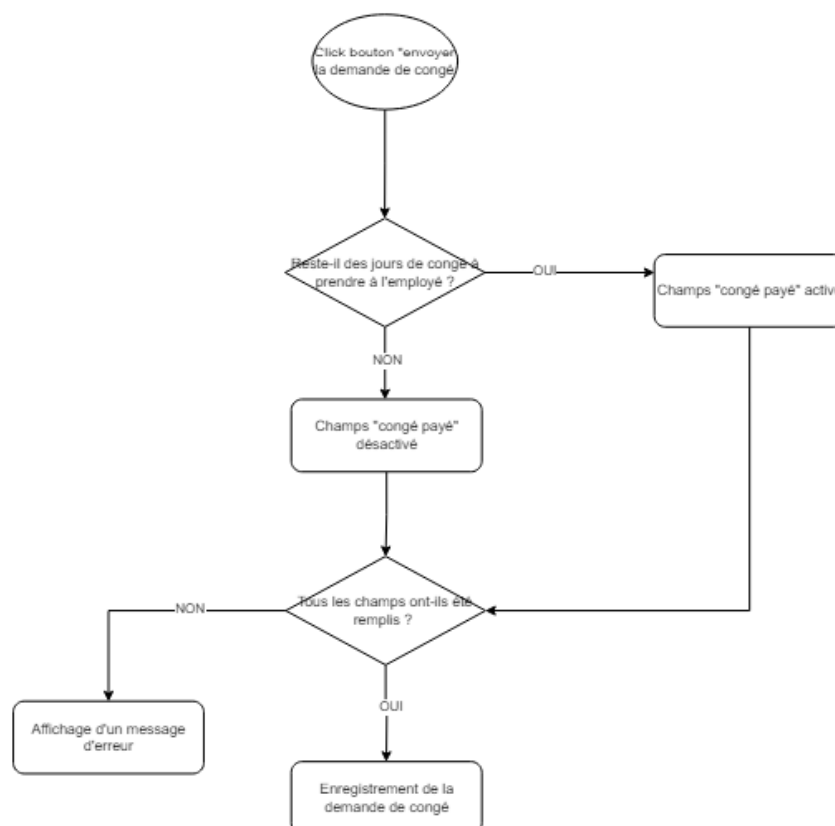 Click bouton "envoyer
la demande de congé
Reste-il des jours de congé à
prendre à l'employé ?
OUI
Champs "congé payé" activé
NON
Champs "congé payé"
désactivé
Tous les champs ont-ils été
remplis ?
NON
OUI
Affichage d'un message
d'erreur
Enregistrement de la
demande de congé